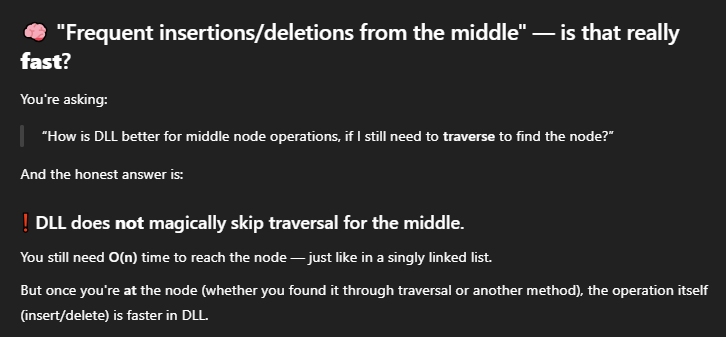 🧠 "Frequent insertions/deletions from the middle" — is that really
fast?
You're asking:
“How is DLL better for middle node operations, if I still need to traverse to find the node?”
And the honest answer is:
❗DLL does not magically skip traversal for the middle.
You still need O(n) time to reach the node — just like in a singly linked list.
But once you're at the node (whether you found it through traversal or another method), the operation itself
(insert/delete) is faster in DLL.